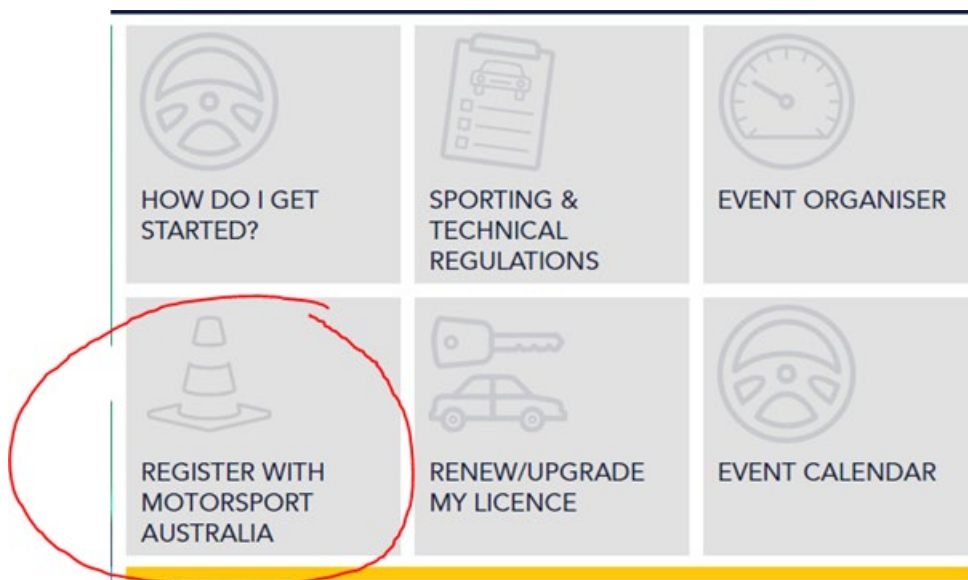 HOW DO I GET
STARTED?
SPORTING &
TECHNICAL
REGULATIONS
EVENT ORGANISER
REGISTER WITH
MOTORSPORT
AUSTRALIA
RENEW/UPGRADE
MY LICENCE
EVENT CALENDAR